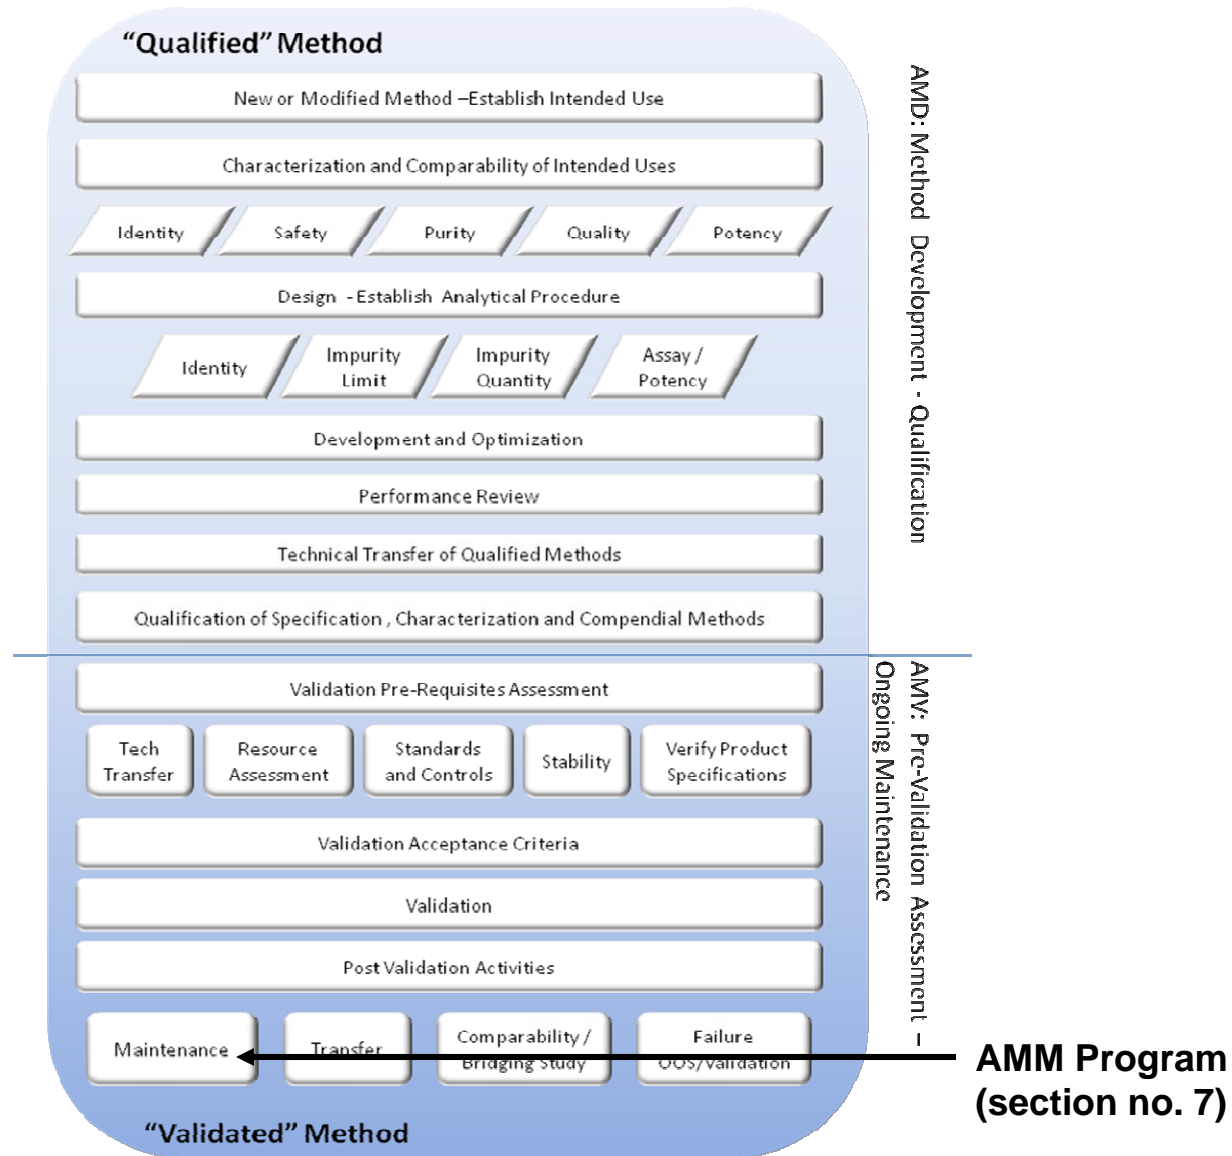 “Qualified” Method
New or Modified Method –Establish Intended Use
Characterization and Comparability of Intended Uses
Identity
Safety
Purity
Quality
Potency
Design - Establish Analytical Procedure
Identity
Impurity
Limit
Impurity
Quantity
Assay /
Potency
Development and Optimization
Performance Review
Technical Transfer of Qualified Methods
Qualification of Specification , Characterization and Compendial Methods
AMD: Method Development - Qualification
Validation Pre-Requisites Assessment
Tech
Transfer
Resource
Assessment
Standards
and Controls
Stability
Verify Product
Specifications
Validation Acceptance Criteria
Validation
Post Validation Activities
Maintenance
Transfer
Comparability /
Bridging Study
Failure
OOS/Validation
“Validated” Method
AMV: Pre-Validation Assessment –
Ongoing Maintenance
AMM Program
(section no. 7)